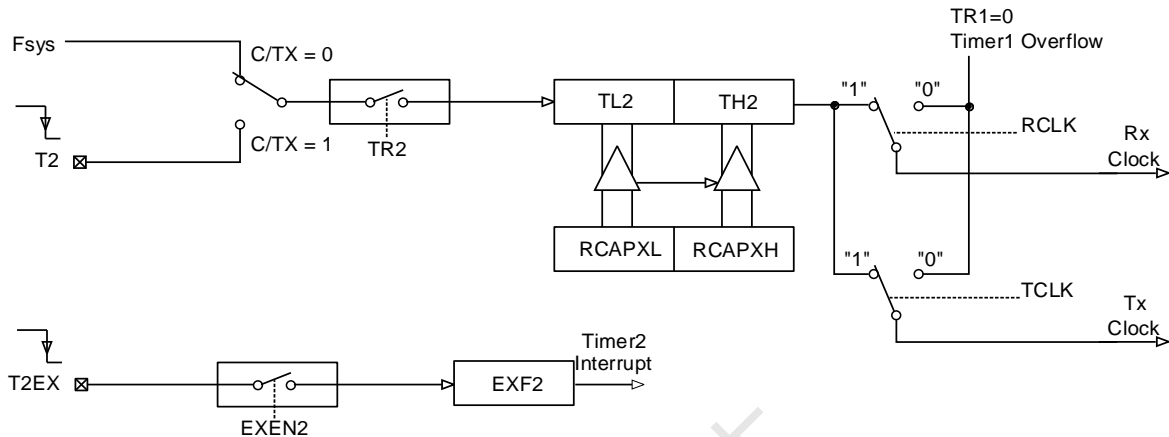 TR1=0
Timer1 Overflow
Fsys
C/TX = 0
"1"
"0"
TL2
TH2
RCLK
Rx
Clock
T2
C/TX = 1
TR2
RCAPXL
RCAPXH
"1"
"0"
TCLK
Tx
Clock
Timer2
Interrupt
T2EX
EXF2
EXEN2